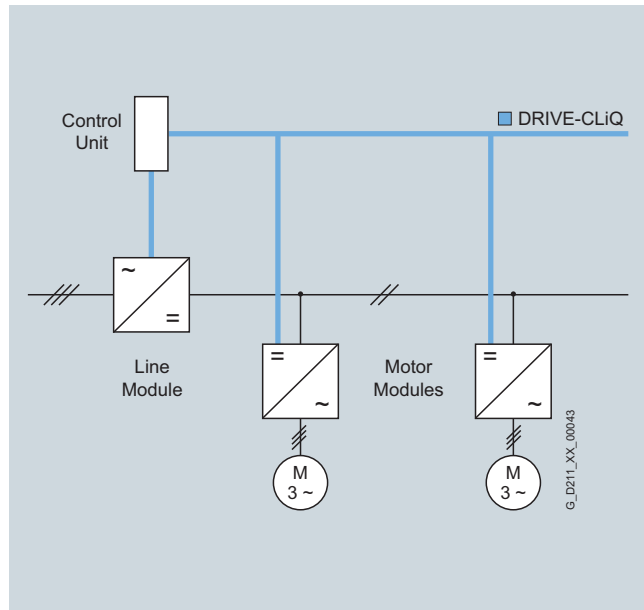 Control
Unit
DRIVE-CLiQ
~
=
Line
Module
=
~
Motor
Modules
=
~
M
3 ~
M
3 ~
G_D211_XX_00043